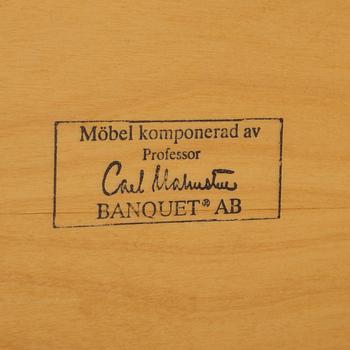 Möbel komponerad av
Professor
Carl Malmsten
BANQUET® AB